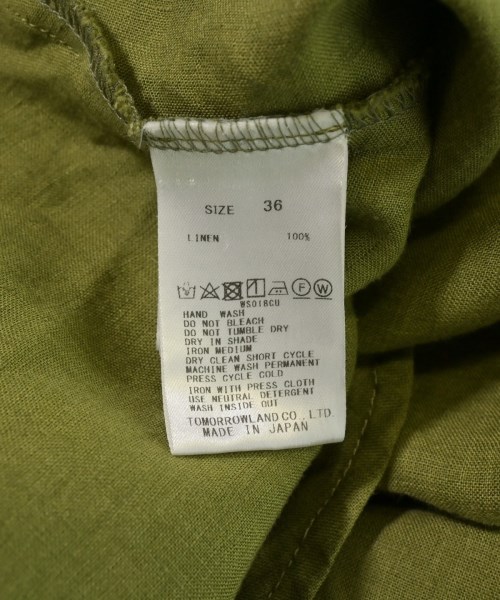 SIZE 36
LINEN 100%
F W
WS018CU
HAND WASH
DO NOT BLEACH
DO NOT TUMBLE DRY
DRY IN SHADE
IRON MEDIUM
DRY CLEAN SHORT CYCLE
MACHINE WASH PERMANENT
PRESS CYCLE COLD
IRON WITH PRESS CLOTH
USE NEUTRAL DETERGENT
WASH INSIDE OUT
TOMORROWLAND CO., LTD.
MADE IN JAPAN